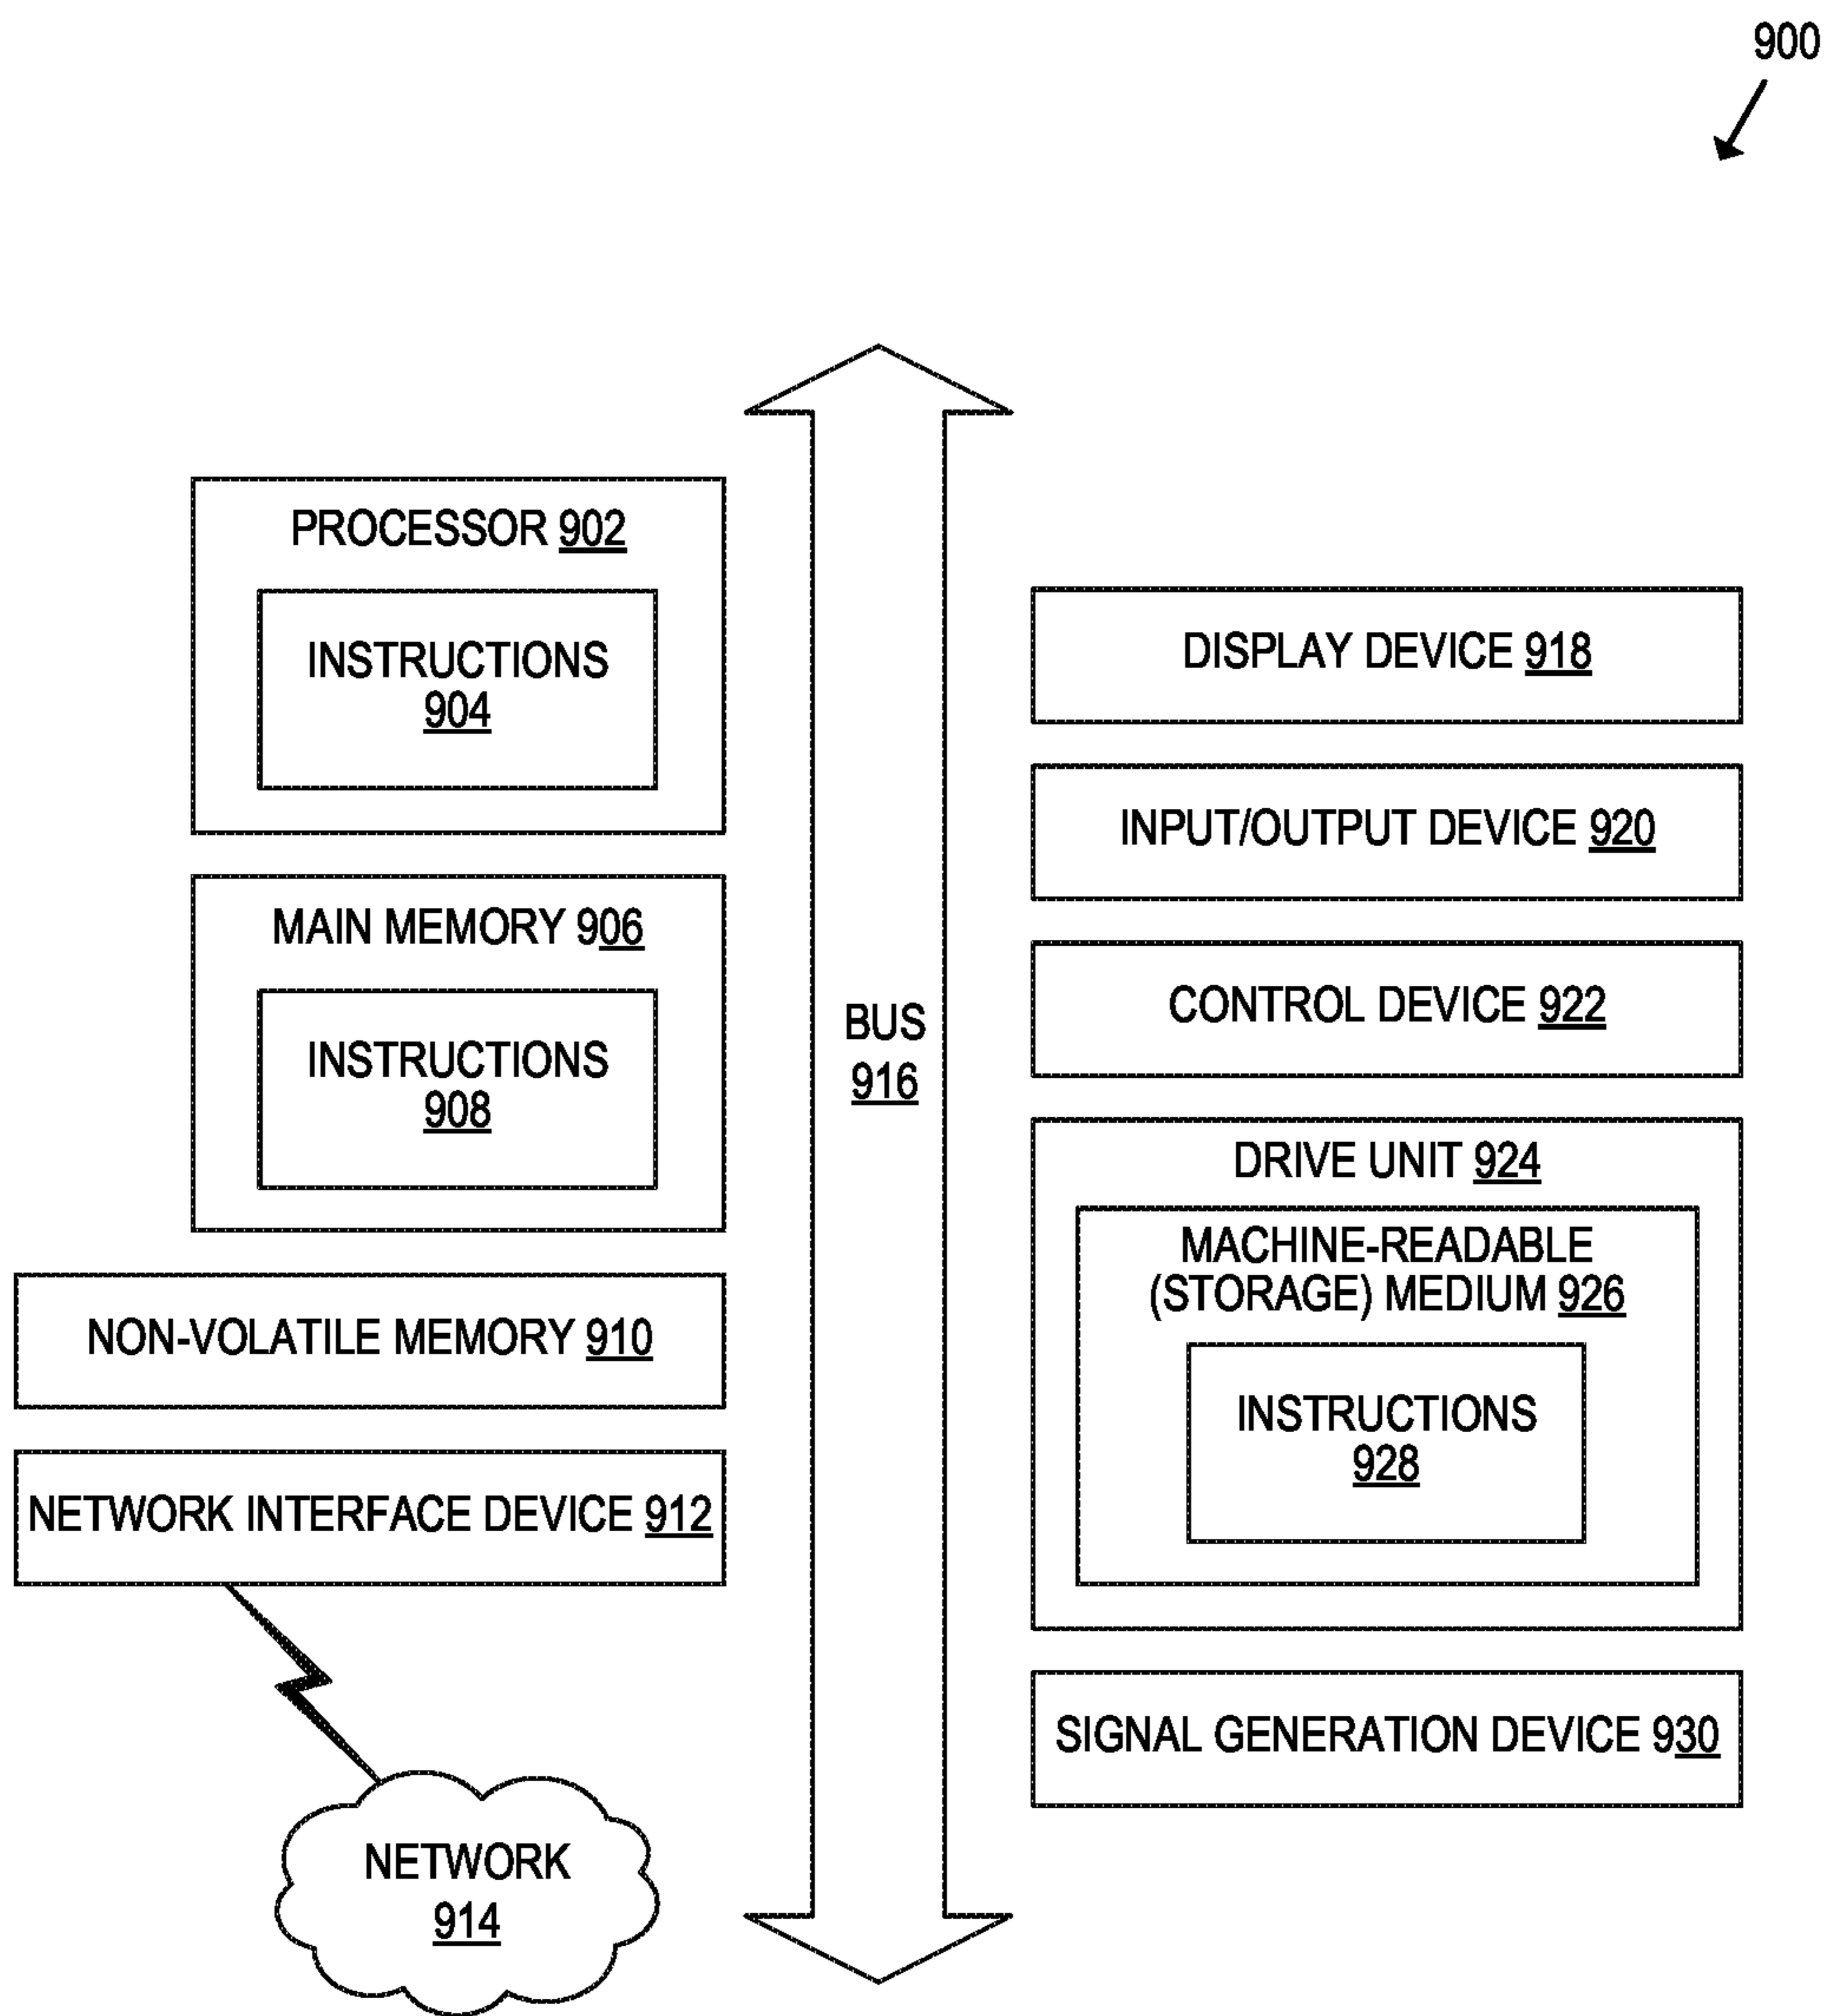 900
PROCESSOR 902
INSTRUCTIONS
904
MAIN MEMORY 906
INSTRUCTIONS
908
NON-VOLATILE MEMORY 910
NETWORK INTERFACE DEVICE 912
NETWORK
914
BUS
916
DISPLAY DEVICE 918
INPUT/OUTPUT DEVICE 920
CONTROL DEVICE 922
DRIVE UNIT 924
MACHINE-READABLE
(STORAGE) MEDIUM 926
INSTRUCTIONS
928
SIGNAL GENERATION DEVICE 930